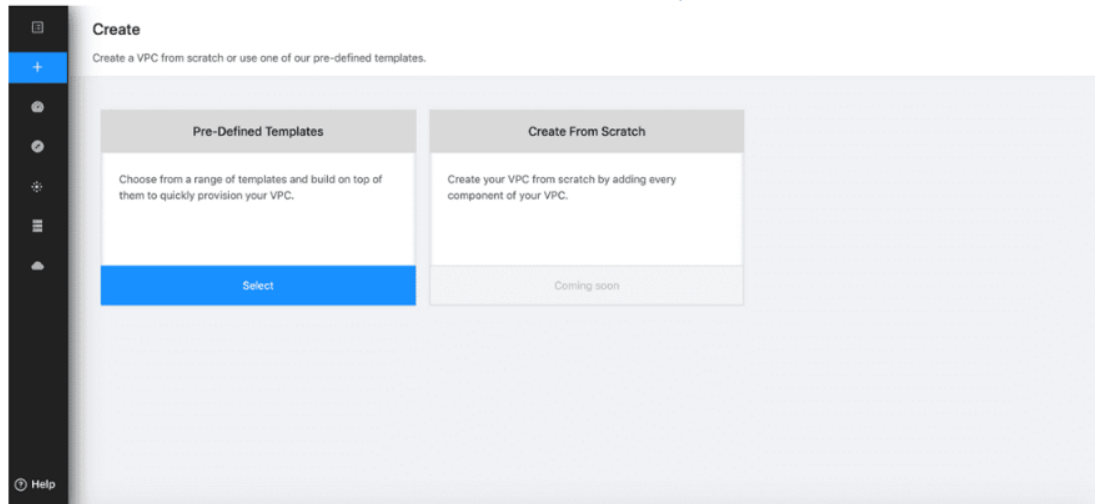 Create
Create a VPC from scratch or use one of our pre-defined templates.
Pre-Defined Templates
Choose from a range of templates and build on top of
them to quickly provision your VPC.
Select
Create From Scratch
Create your VPC from scratch by adding every
component of your VPC.
Coming soon
Help